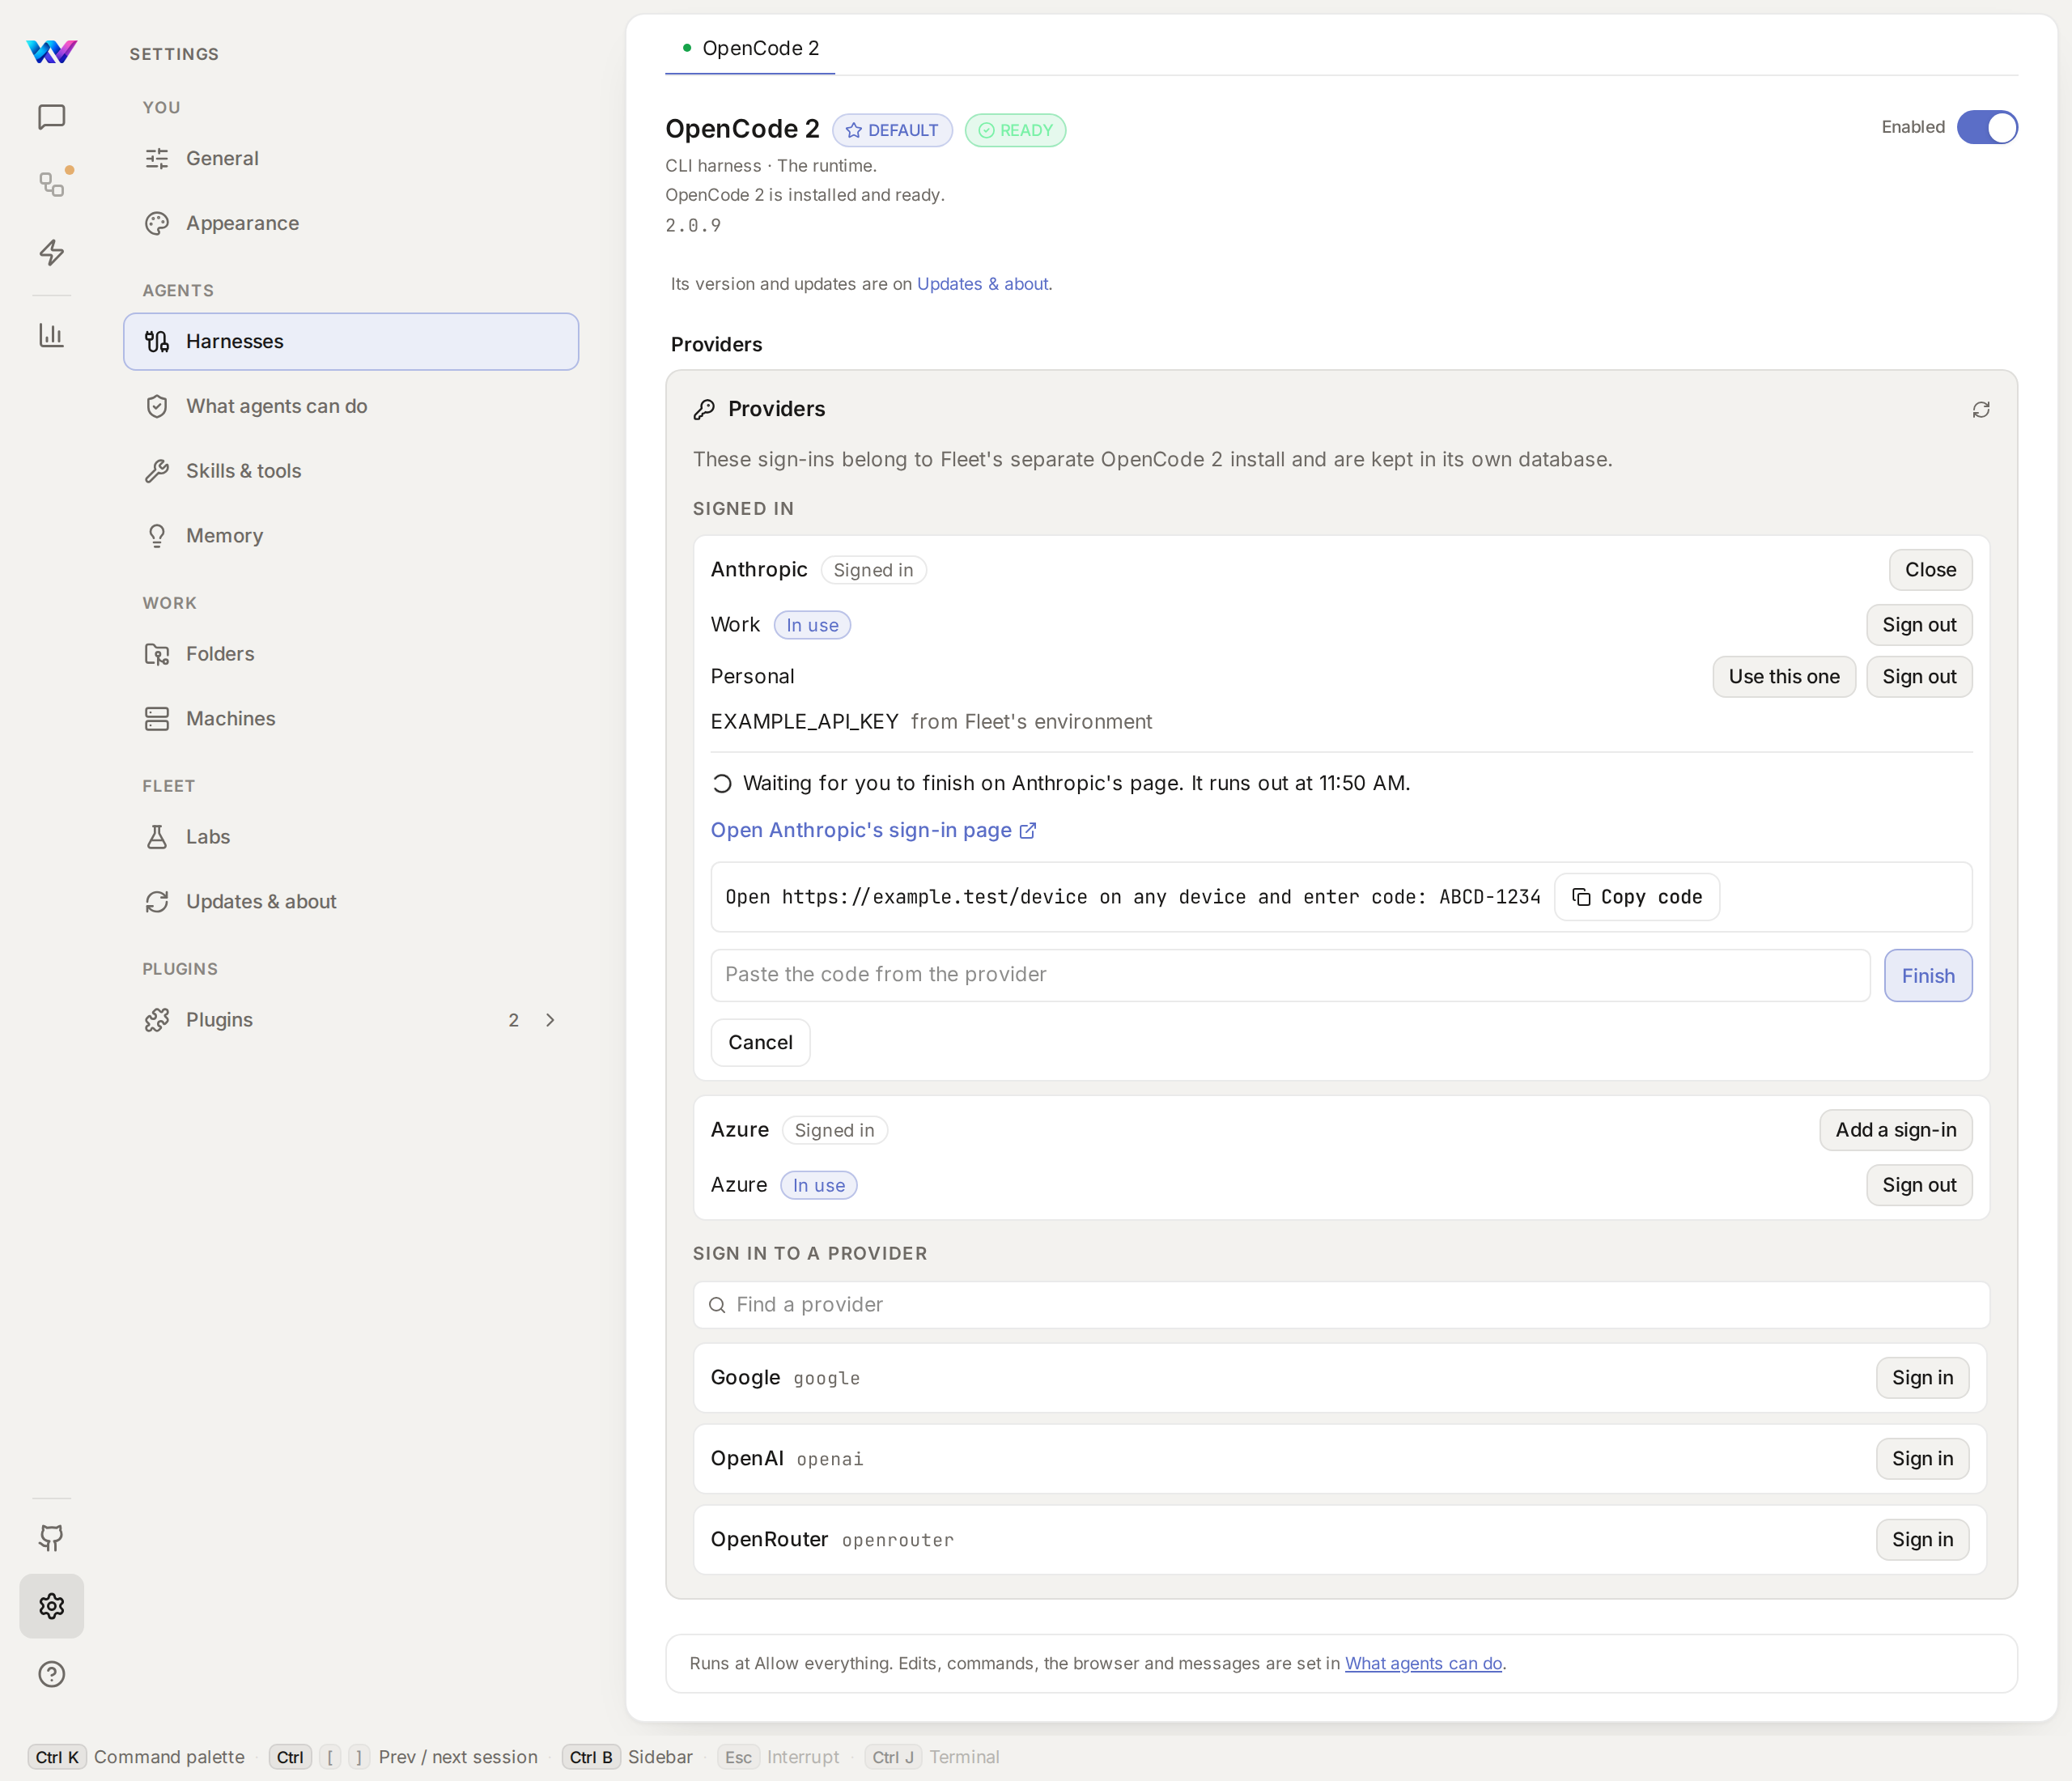 SETTINGS
YOU
General
Appearance
AGENTS
Harnesses
What agents can do
Skills & tools
Memory
WORK
Folders
Machines
FLEET
Labs
Updates & about
PLUGINS
Plugins 2
OpenCode 2
OpenCode 2 DEFAULT READY Enabled
CLI harness · The runtime.
OpenCode 2 is installed and ready.
2.0.9
Its version and updates are on Updates & about.
Providers
Providers
These sign-ins belong to Fleet's separate OpenCode 2 install and are kept in its own database.
SIGNED IN
Anthropic Signed in Close
Work In use Sign out
Personal Use this one Sign out
EXAMPLE_API_KEY from Fleet's environment
Waiting for you to finish on Anthropic's page. It runs out at 11:50 AM.
Open Anthropic's sign-in page
Open https://example.test/device on any device and enter code: ABCD-1234 Copy code
Paste the code from the provider Finish
Cancel
Azure Signed in Add a sign-in
Azure In use Sign out
SIGN IN TO A PROVIDER
Find a provider
Google google Sign in
OpenAI openai Sign in
OpenRouter openrouter Sign in
Runs at Allow everything. Edits, commands, the browser and messages are set in What agents can do.
Ctrl K Command palette · Ctrl [ ] Prev / next session · Ctrl B Sidebar · Esc Interrupt · Ctrl J Terminal